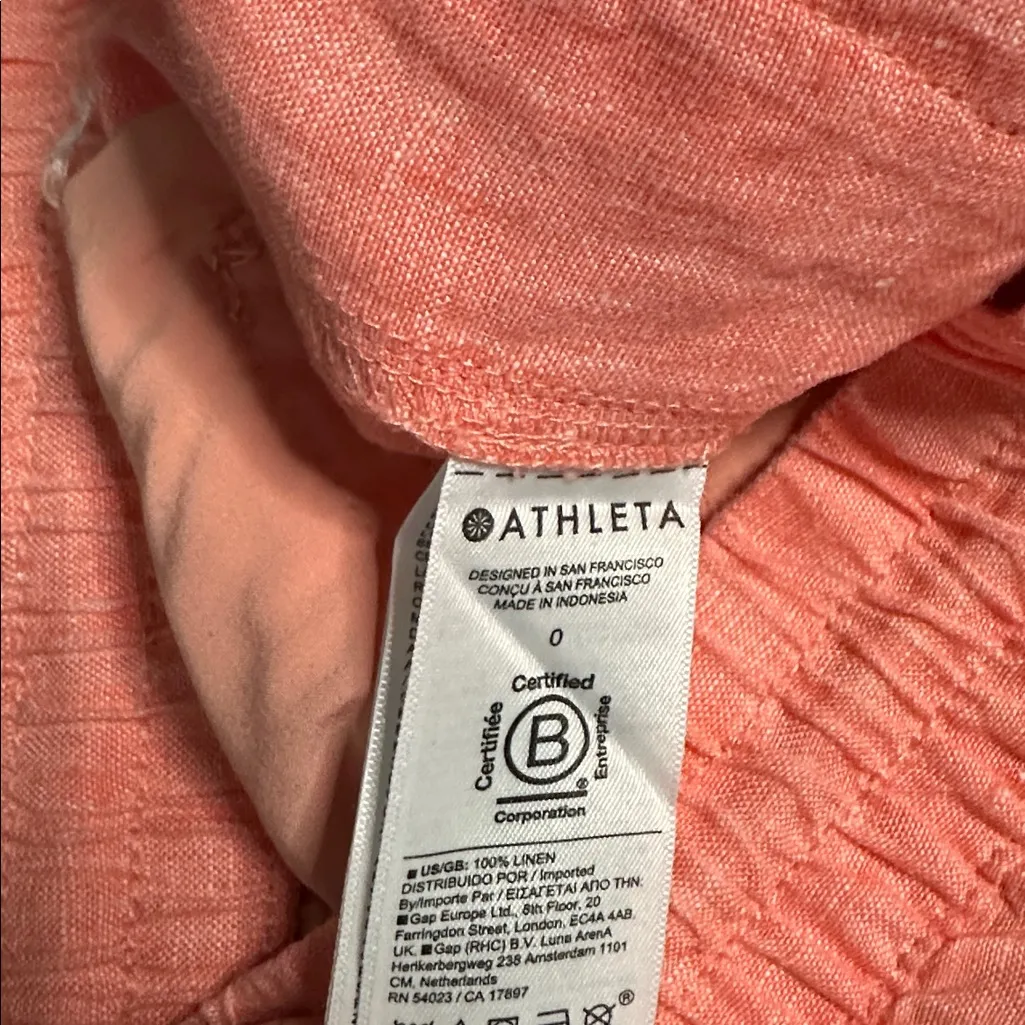 ATHLETA
DESIGNED IN SAN FRANCISCO
CONÇU À SAN FRANCISCO
MADE IN INDONESIA
0
Certified
Certifiée
B
Entreprise
®
Corporation
US/GB: 100% LINEN
DISTRIBUIDO POR / Imported
By/Importe Par / ΕΙΣΑΓΕΤΑΙ ΑΠΟ ΤΗΝ:
Gap Europe Ltd., 8th Floor, 20
Farringdon Street, London, EC4A 4AB,
UK. Gap (RHC) B.V. Luna ArenA
Herikerbergweg 238 Amsterdam 1101
CM, Netherlands
RN 54023 / CA 17897
®